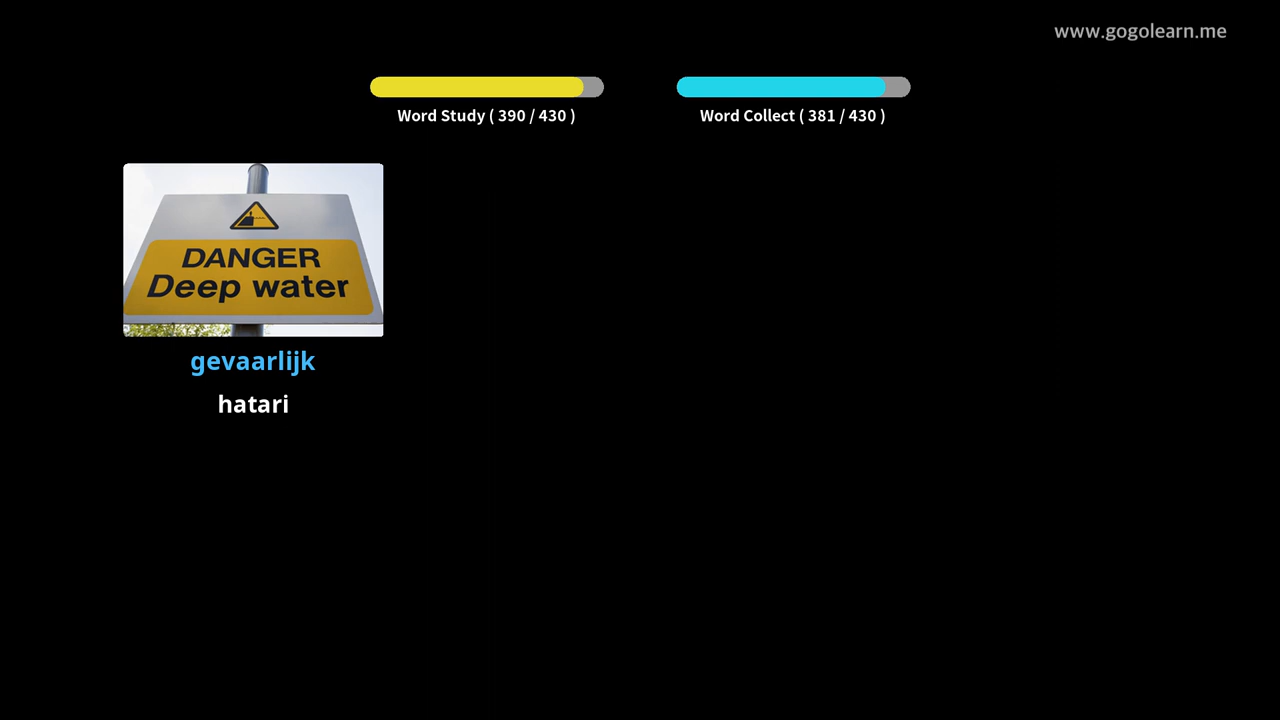 www.gogolearn.me
Word Study ( 390 / 430 )
Word Collect ( 381 / 430 )
DANGER
Deep water
gevaarlijk
hatari